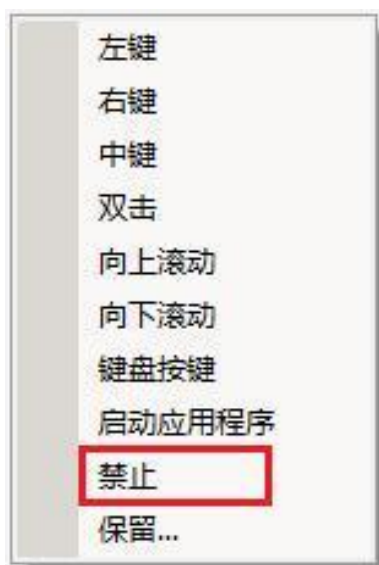 左键
右键
中键
双击
向上滚动
向下滚动
键盘按键
启动应用程序
禁止
保留...